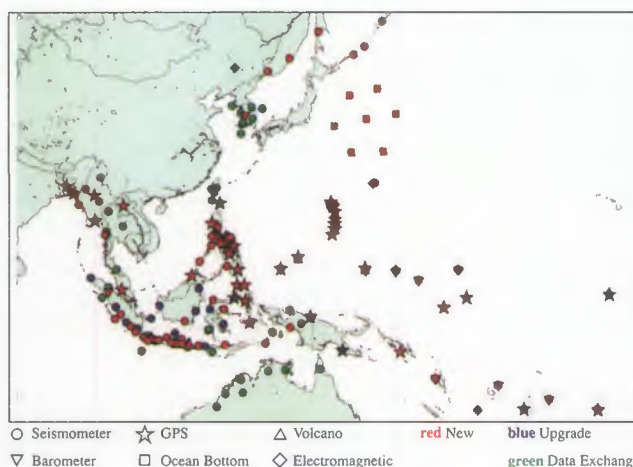 Seismometer GPS Volcano red New blue Upgrade
Barometer Ocean Bottom Electromagnetic green Data Exchang